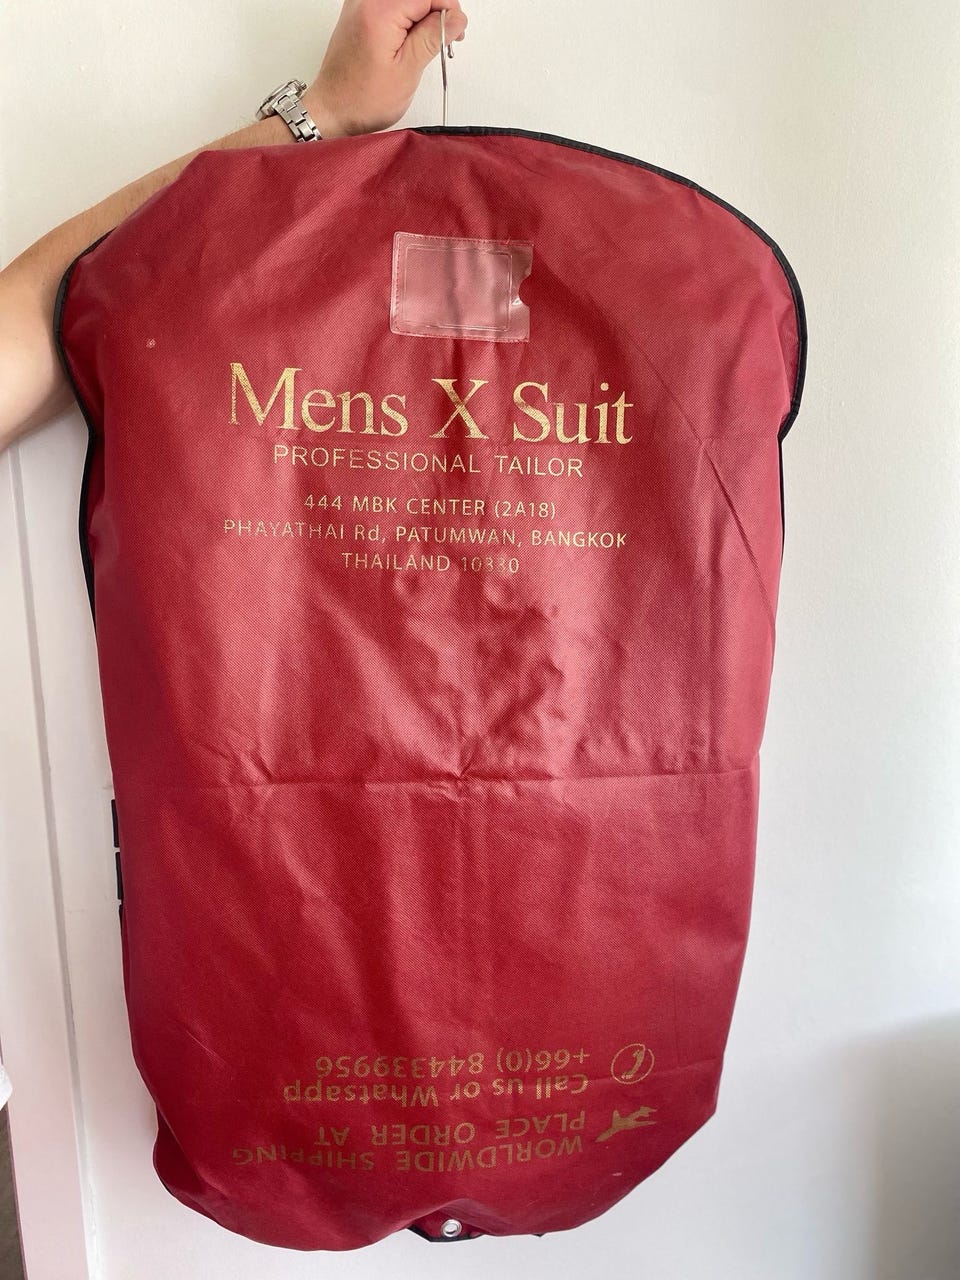 Mens X Suit
PROFESSIONAL TAILOR
444 MBK CENTER (2A18)
PHAYATHAI Rd, PATUMWAN, BANGKOK
THAILAND 10330
WORLDWIDE SHIPPING
PLACE ORDER AT
Call us or Whatsapp
+66(0) 844339956